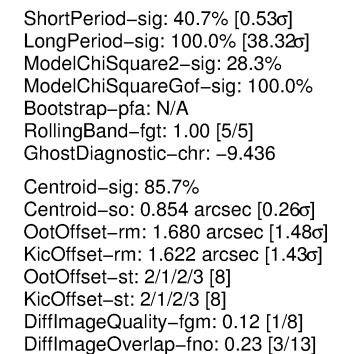 ShortPeriod−sig: 40.7% [0.53σ]
LongPeriod−sig: 100.0% [38.32σ]
ModelChiSquare2−sig: 28.3%
ModelChiSquareGof−sig: 100.0%
Bootstrap−pfa: N/A
RollingBand−fgt: 1.00 [5/5]
GhostDiagnostic−chr: −9.436
Centroid−sig: 85.7%
Centroid−so: 0.854 arcsec [0.26σ]
OotOffset−rm: 1.680 arcsec [1.48σ]
KicOffset−rm: 1.622 arcsec [1.43σ]
OotOffset−st: 2/1/2/3 [8]
KicOffset−st: 2/1/2/3 [8]
DiffImageQuality−fgm: 0.12 [1/8]
DiffImageOverlap−fno: 0.23 [3/13]